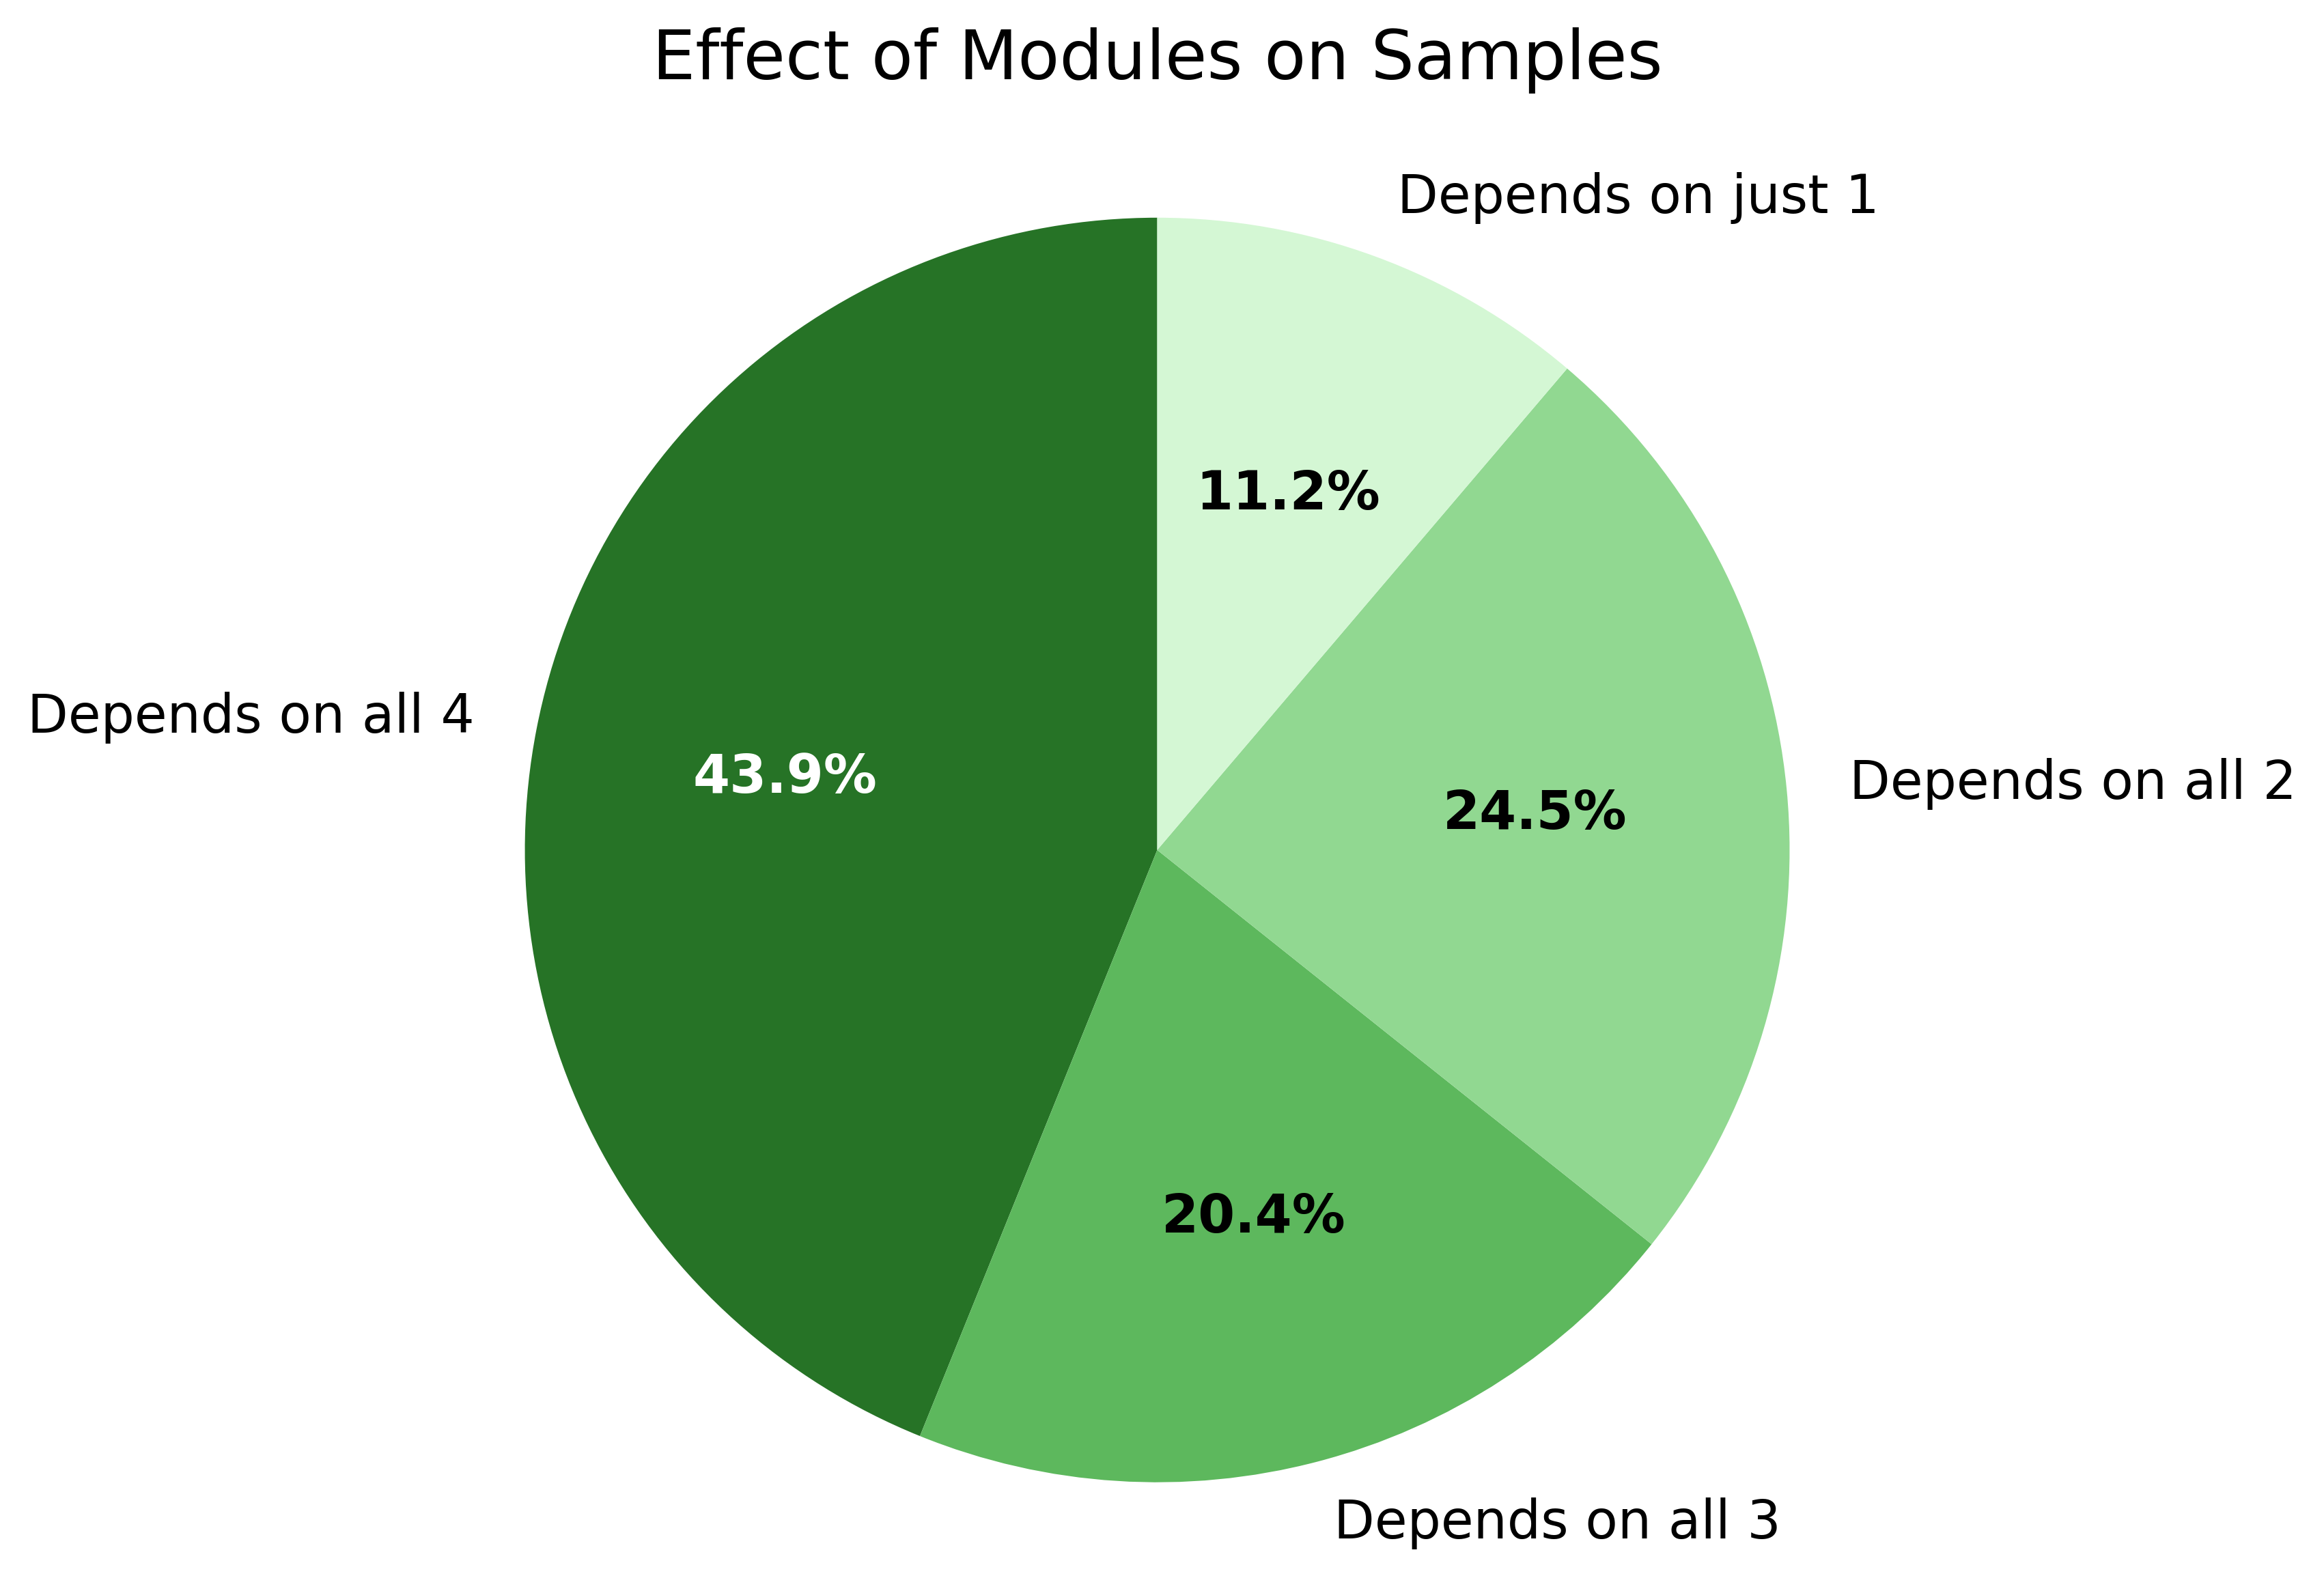 Effect of Modules on Samples
Depends on just 1
11.2%
Depends on all 4
43.9%
24.5%
Depends on all 2
20.4%
Depends on all 3